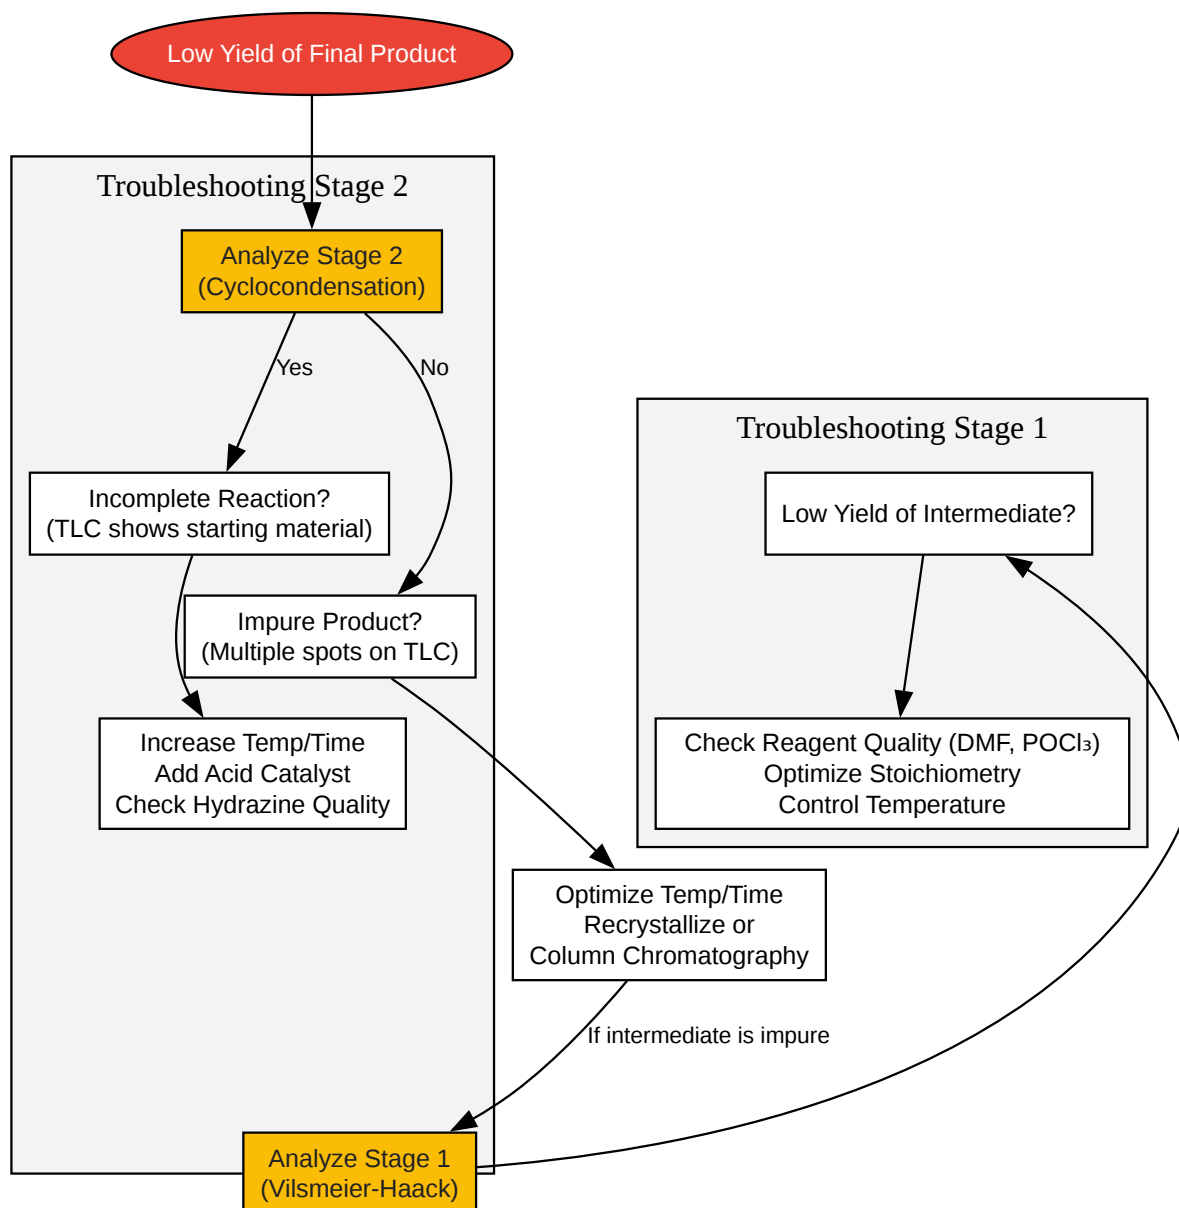 Low Yield of Final Product
Troubleshooting Stage 2
Analyze Stage 2
(Cyclocondensation)
Yes
No
Troubleshooting Stage 1
Incomplete Reaction?
(TLC shows starting material)
Low Yield of Intermediate?
Impure Product?
(Multiple spots on TLC)
Increase Temp/Time
Add Acid Catalyst
Check Hydrazine Quality
Check Reagent Quality (DMF, POCl₃)
Optimize Stoichiometry
Control Temperature
Optimize Temp/Time
Recrystallize or
Column Chromatography
If intermediate is impure
Analyze Stage 1
(Vilsmeier-Haack)